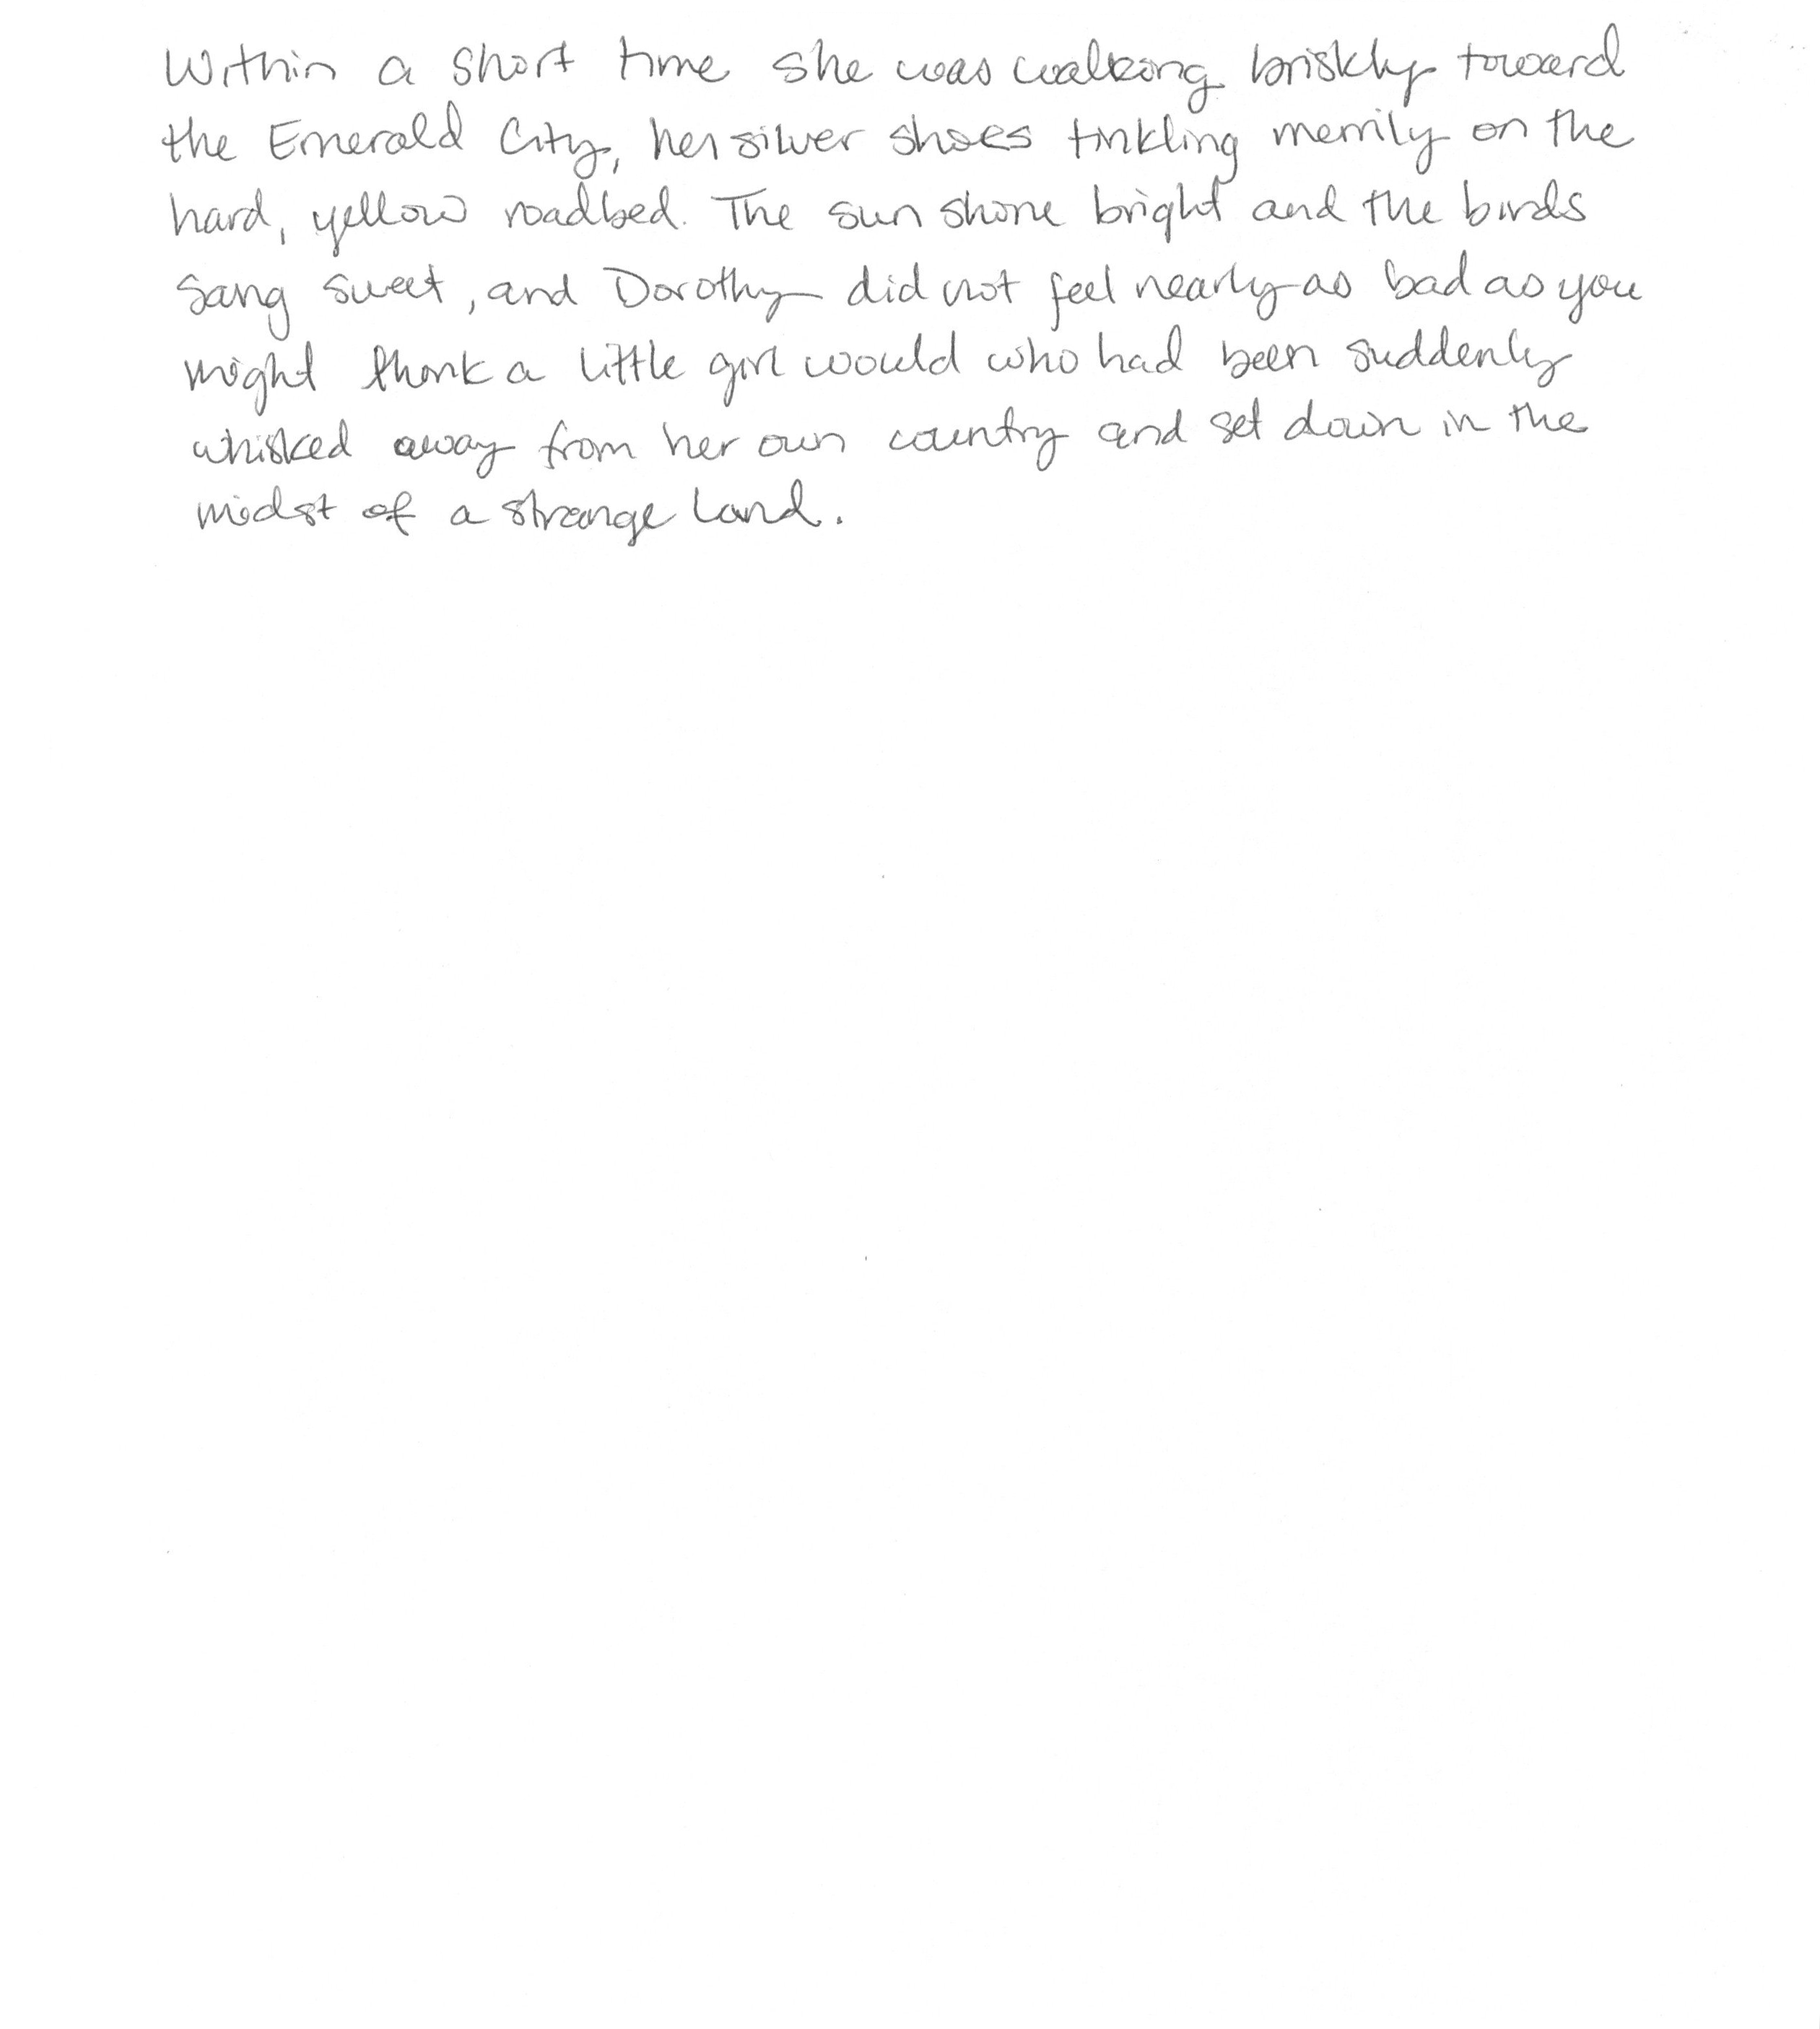 Within a short time she was walking briskly toward
the Emerald City, her silver shoes tinkling merrily on the
hard, yellow roadbed. The sun shone bright and the birds
sang sweet, and Dorothy did not feel nearly as bad as you
might think a little girl would who had been suddenly
whisked away from her own country and set down in the
midst of a strange land.